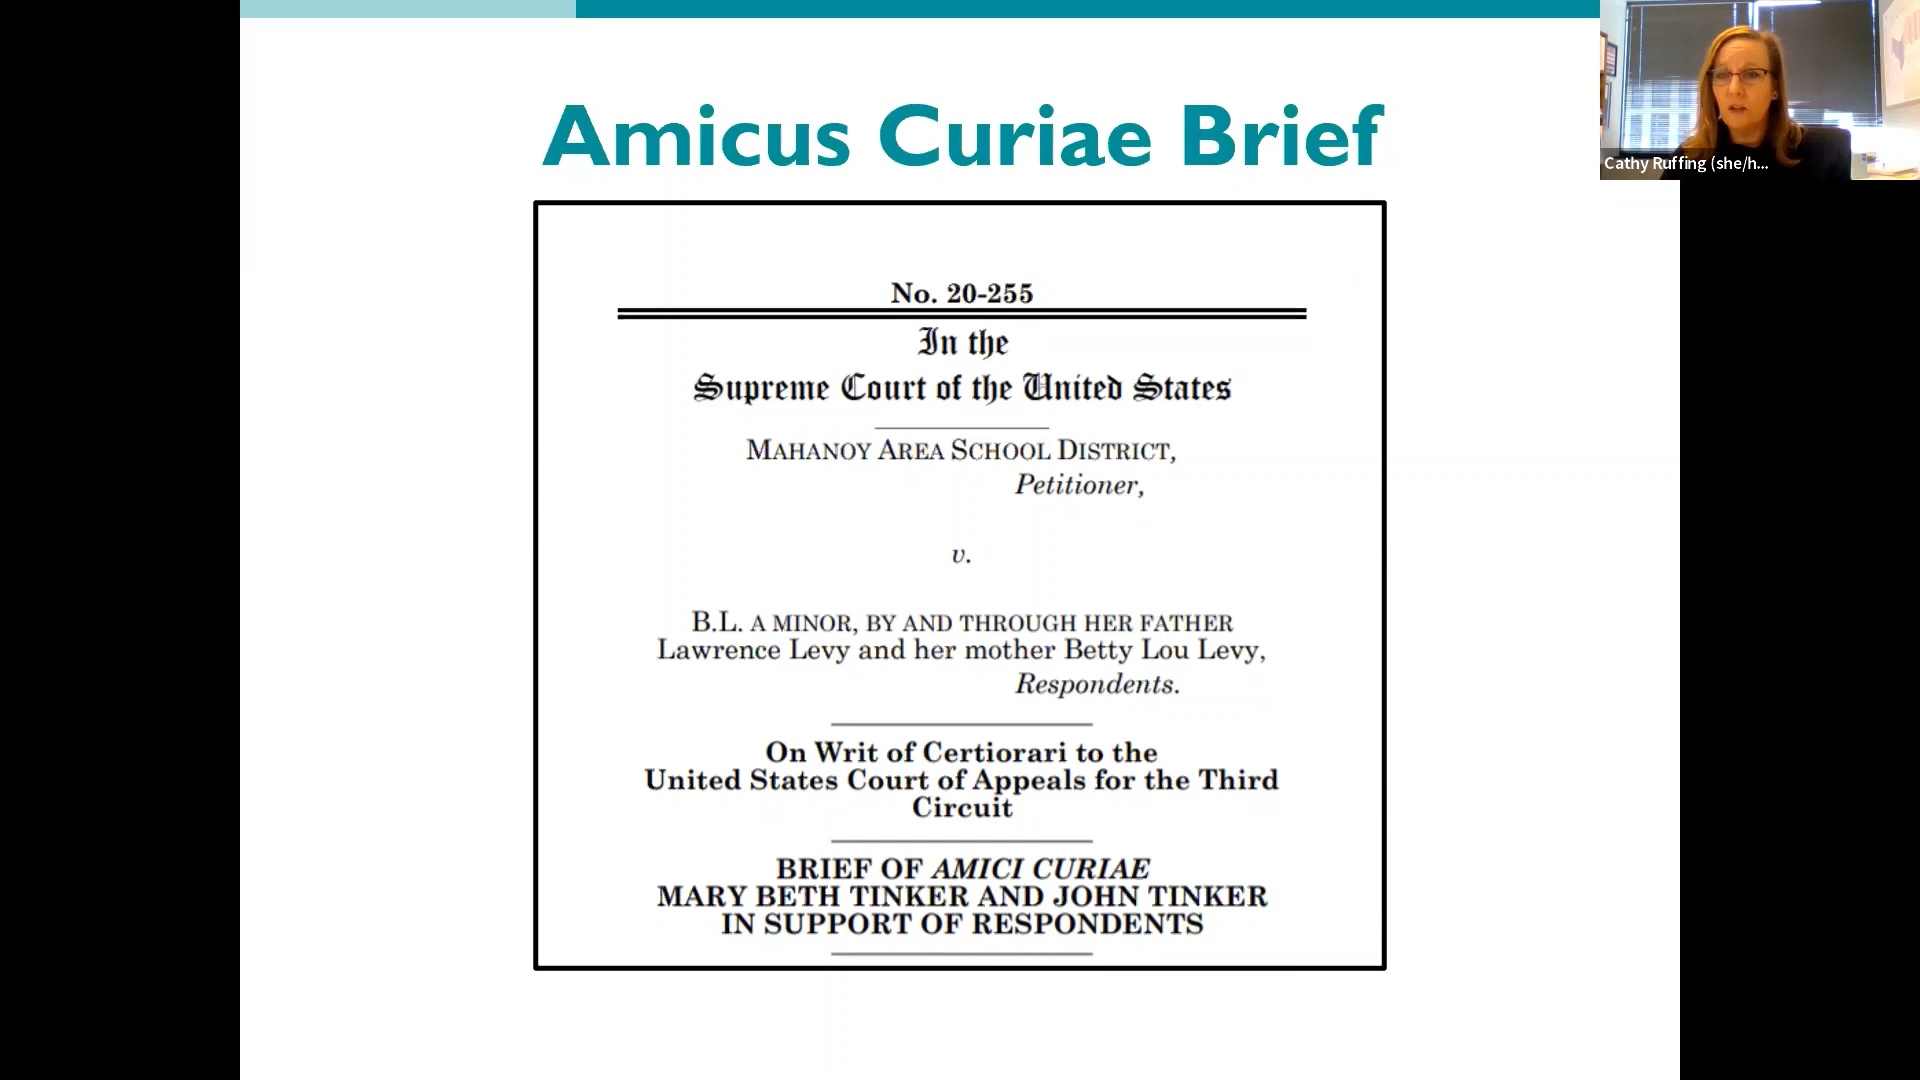 Amicus Curiae Brief
Cathy Ruffing (she/h...
No. 20-255
In the
Supreme Court of the United States
MAHANOY AREA SCHOOL DISTRICT,
Petitioner,
v.
B.L. A MINOR, BY AND THROUGH HER FATHER
Lawrence Levy and her mother Betty Lou Levy,
Respondents.
On Writ of Certiorari to the
United States Court of Appeals for the Third
Circuit
BRIEF OF AMICI CURIAE
MARY BETH TINKER AND JOHN TINKER
IN SUPPORT OF RESPONDENTS